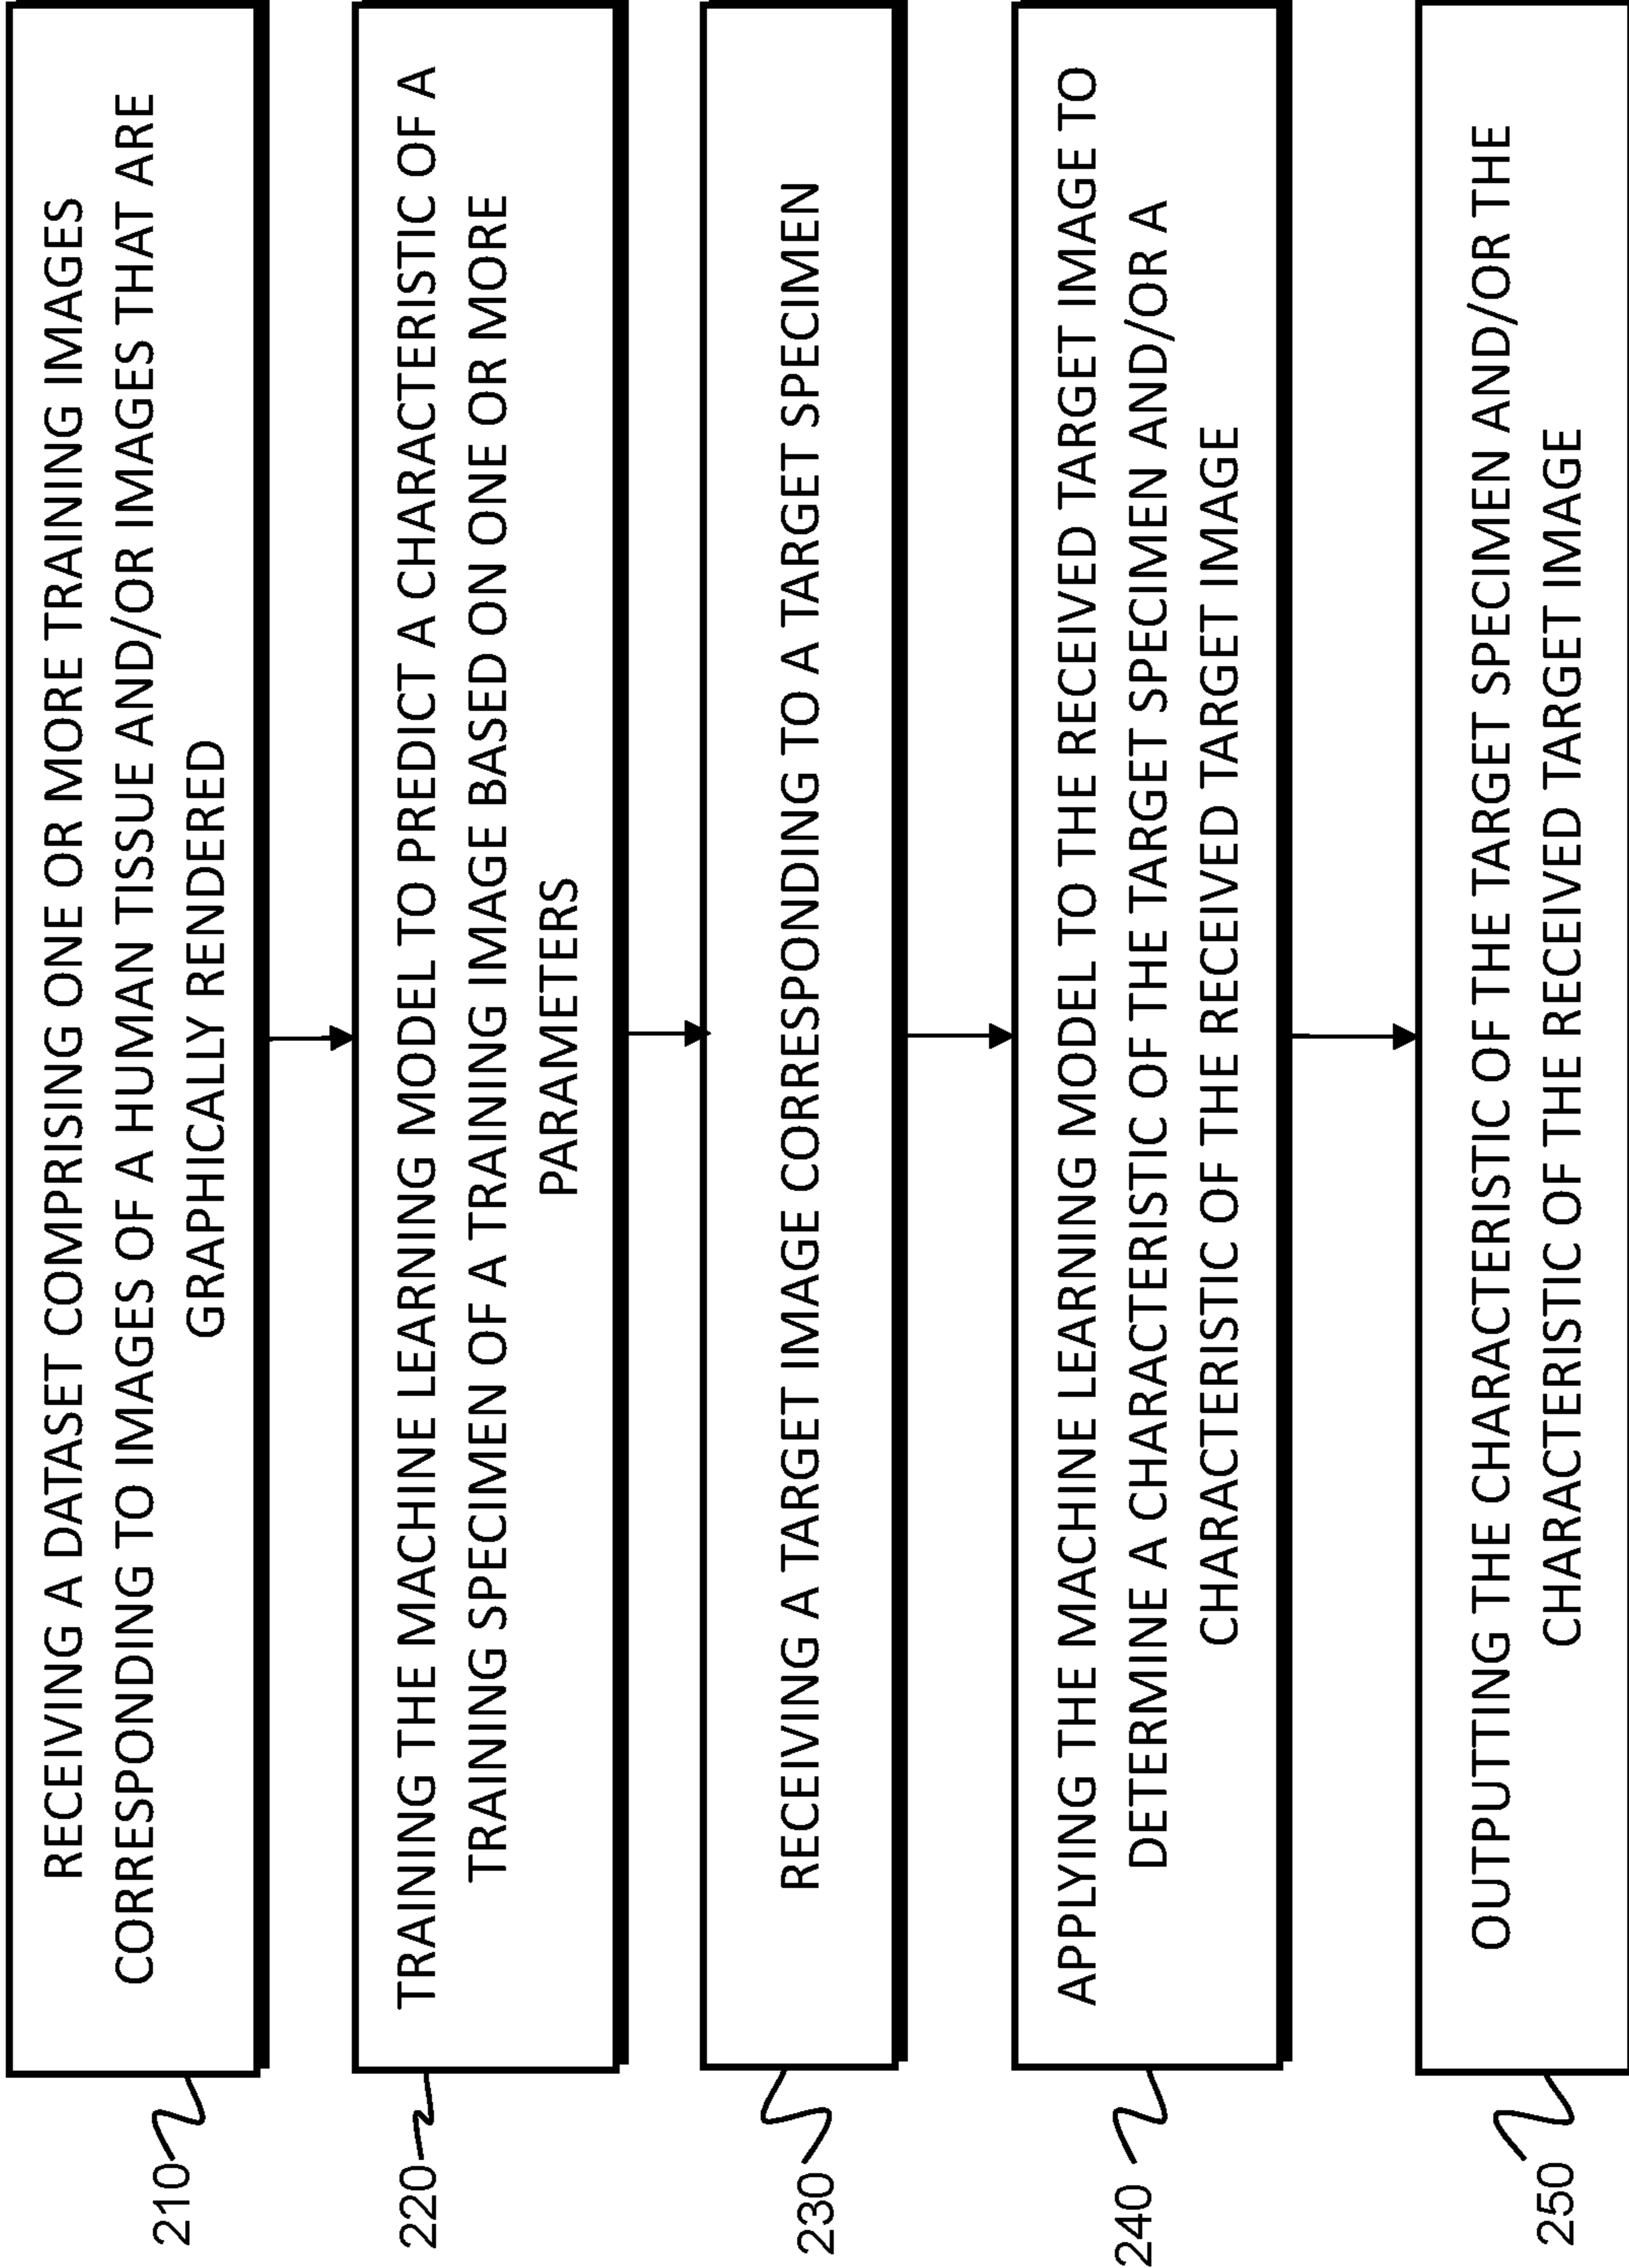 RECEIVING A DATASET COMPRISING ONE OR MORE TRAINING IMAGES
CORRESPONDING TO IMAGES OF A HUMAN TISSUE AND/OR IMAGES THAT ARE
GRAPHICALLY RENDERED
210
TRAINING THE MACHINE LEARNING MODEL TO PREDICT A CHARACTERISTIC OF A
TRAINING SPECIMEN OF A TRAINING IMAGE BASED ON ONE OR MORE
PARAMETERS
220
RECEIVING A TARGET IMAGE CORRESPONDING TO A TARGET SPECIMEN
230
APPLYING THE MACHINE LEARNING MODEL TO THE RECEIVED TARGET IMAGE TO
DETERMINE A CHARACTERISTIC OF THE TARGET SPECIMEN AND/OR A
CHARACTERISTIC OF THE RECEIVED TARGET IMAGE
240
OUTPUTTING THE CHARACTERISTIC OF THE TARGET SPECIMEN AND/OR THE
CHARACTERISTIC OF THE RECEIVED TARGET IMAGE
250